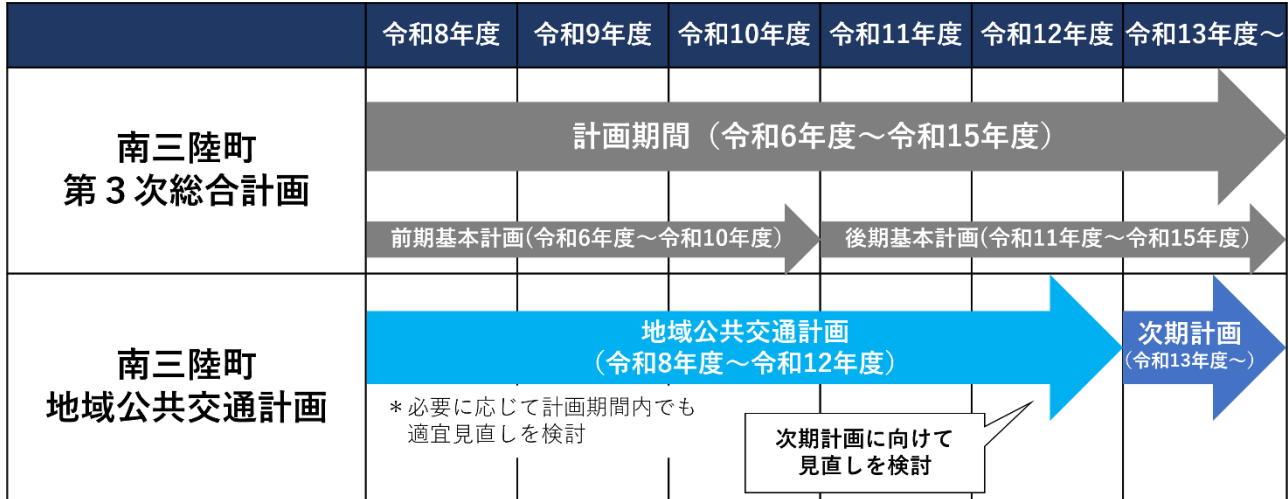 令和8年度 令和9年度 令和10年度 令和11年度 令和12年度 令和13年度～
南三陸町
第３次総合計画
計画期間（令和6年度～令和15年度）
前期基本計画(令和6年度～令和10年度)
後期基本計画(令和11年度～令和15年度)
南三陸町
地域公共交通計画
地域公共交通計画
（令和8年度～令和12年度）
次期計画
（令和13年度～）
＊必要に応じて計画期間内でも
適宜見直しを検討
次期計画に向けて
見直しを検討